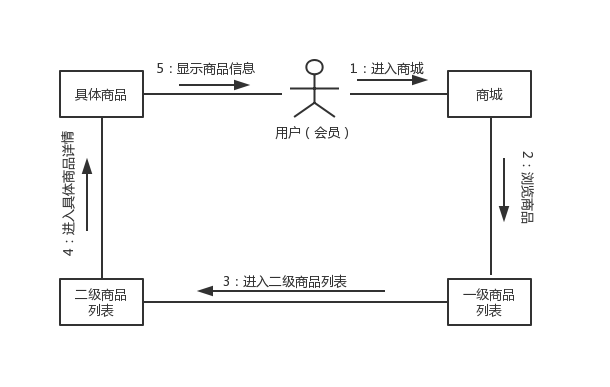 5：显示商品信息
1：进入商城
具体商品
商城
用户（会员）
2：浏览商品
4：进入具体商品详情
3：进入二级商品列表
二级商品
列表
一级商品
列表